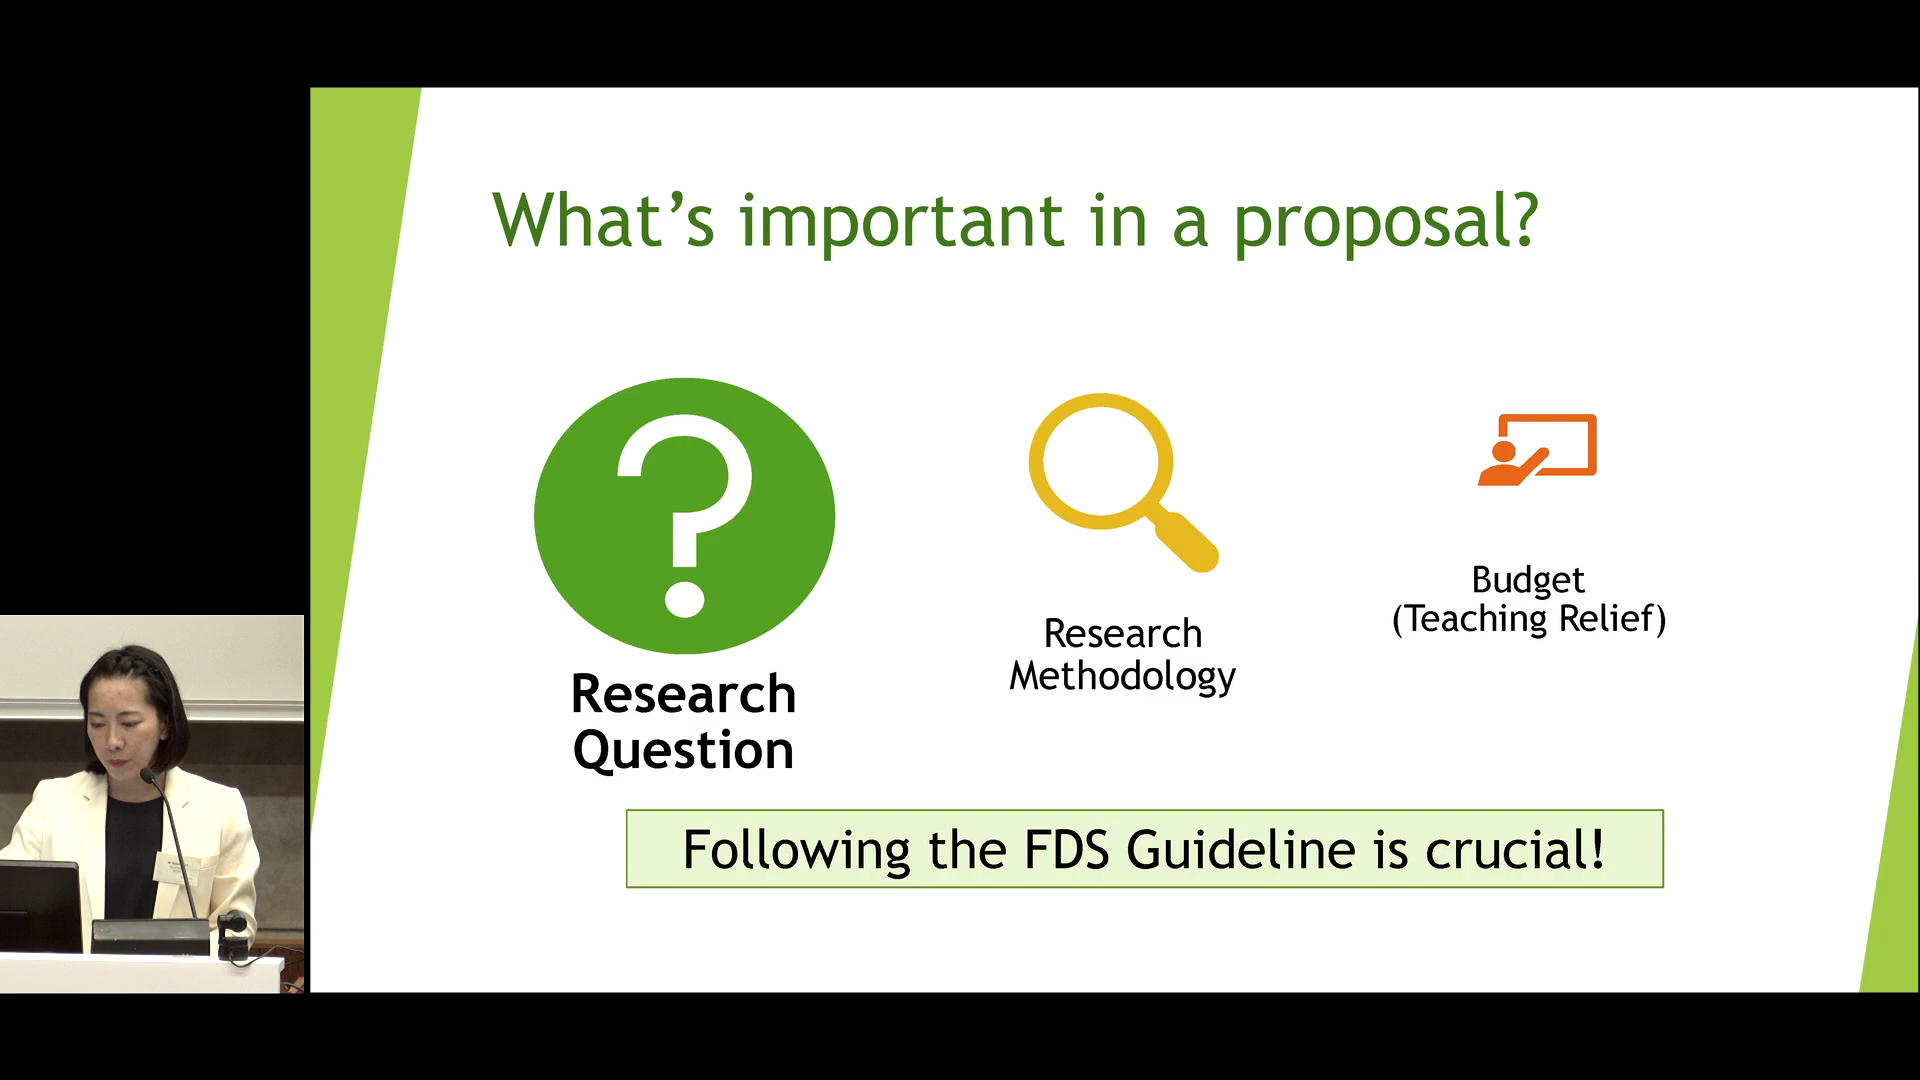 What’s important in a proposal?
Research
Question
Research
Methodology
Budget
(Teaching Relief)
Following the FDS Guideline is crucial!